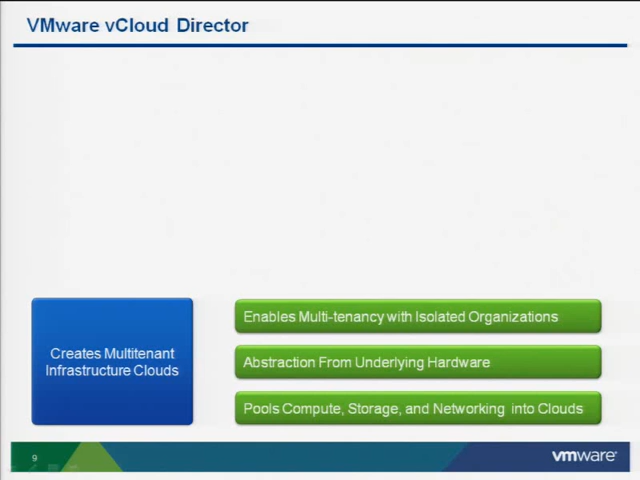 VMware vCloud Director
Creates Multitenant
Infrastructure Clouds
Enables Multi-tenancy with Isolated Organizations
Abstraction From Underlying Hardware
Pools Compute, Storage, and Networking into Clouds
9
vmware